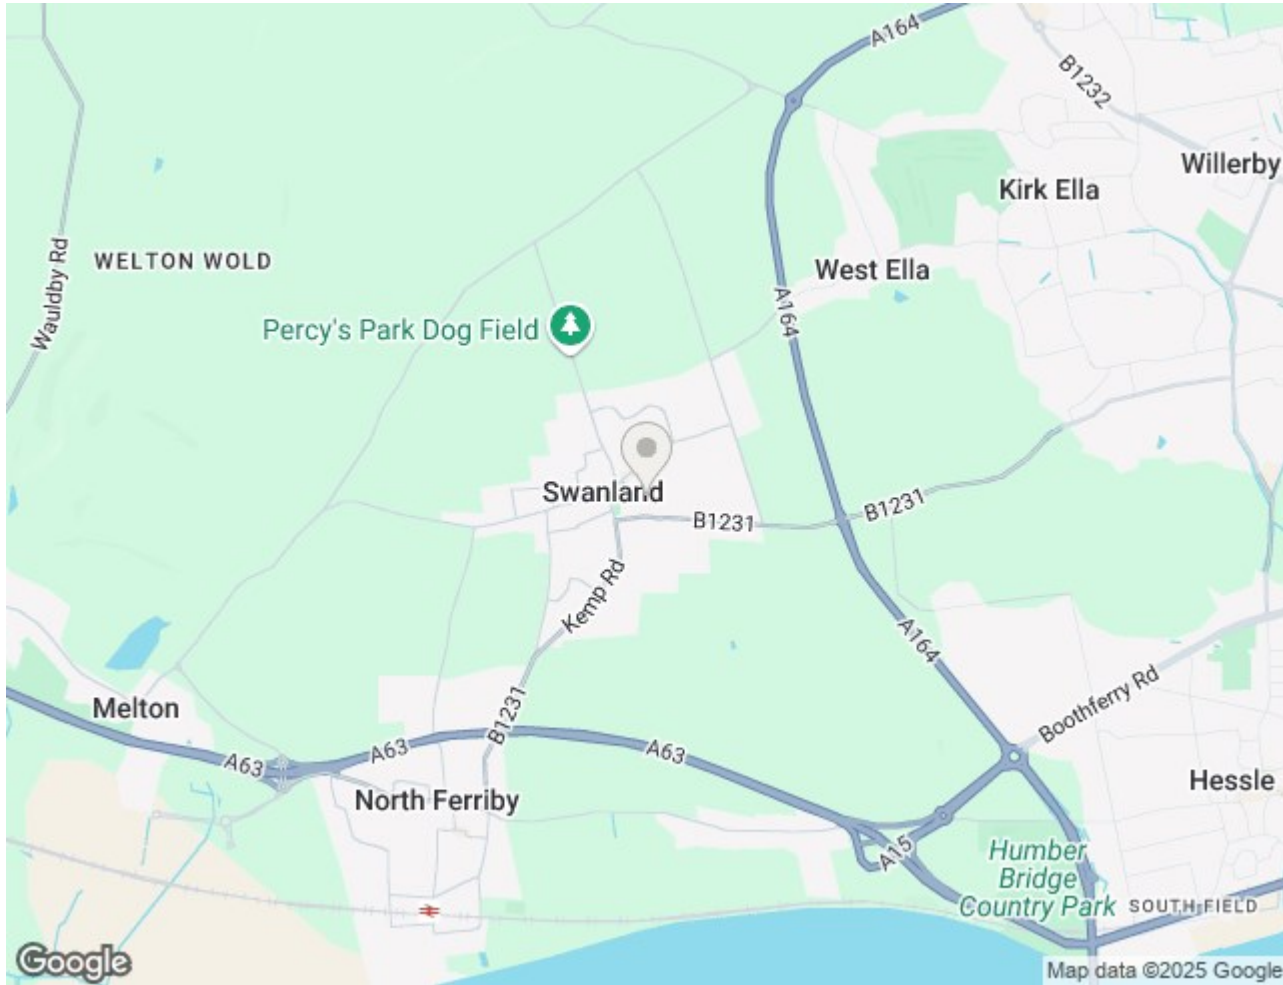 A164
B1232
Willerby
Kirk Ella
Wauldby Rd
WELTON WOLD
West Ella
A164
Percy's Park Dog Field
Swanland
B1231
B1231
Kemp Rd
A164
Boothferry Rd
Melton
B1231
A63
A63
A63
Hessle
North Ferriby
A15
Humber
Bridge
Country Park
SOUTH FIELD
Google
Map data ©2025 Google